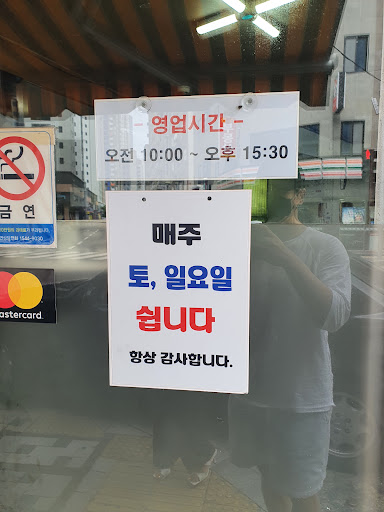 - 영업시간 -
오전 10:00 ~ 오후 15:30
금 연
매주
토, 일요일
쉽니다
항상 감사합니다.
mastercard